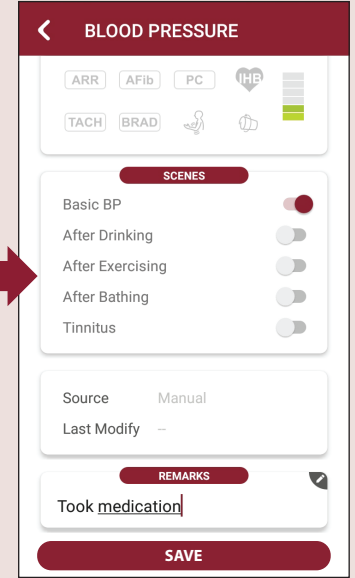 BLOOD PRESSURE
ARR AFib PC IHB
TACH BRAD
SCENES
Basic BP
After Drinking
After Exercising
After Bathing
Tinnitus
Source Manual
Last Modify --
REMARKS
Took medication
SAVE